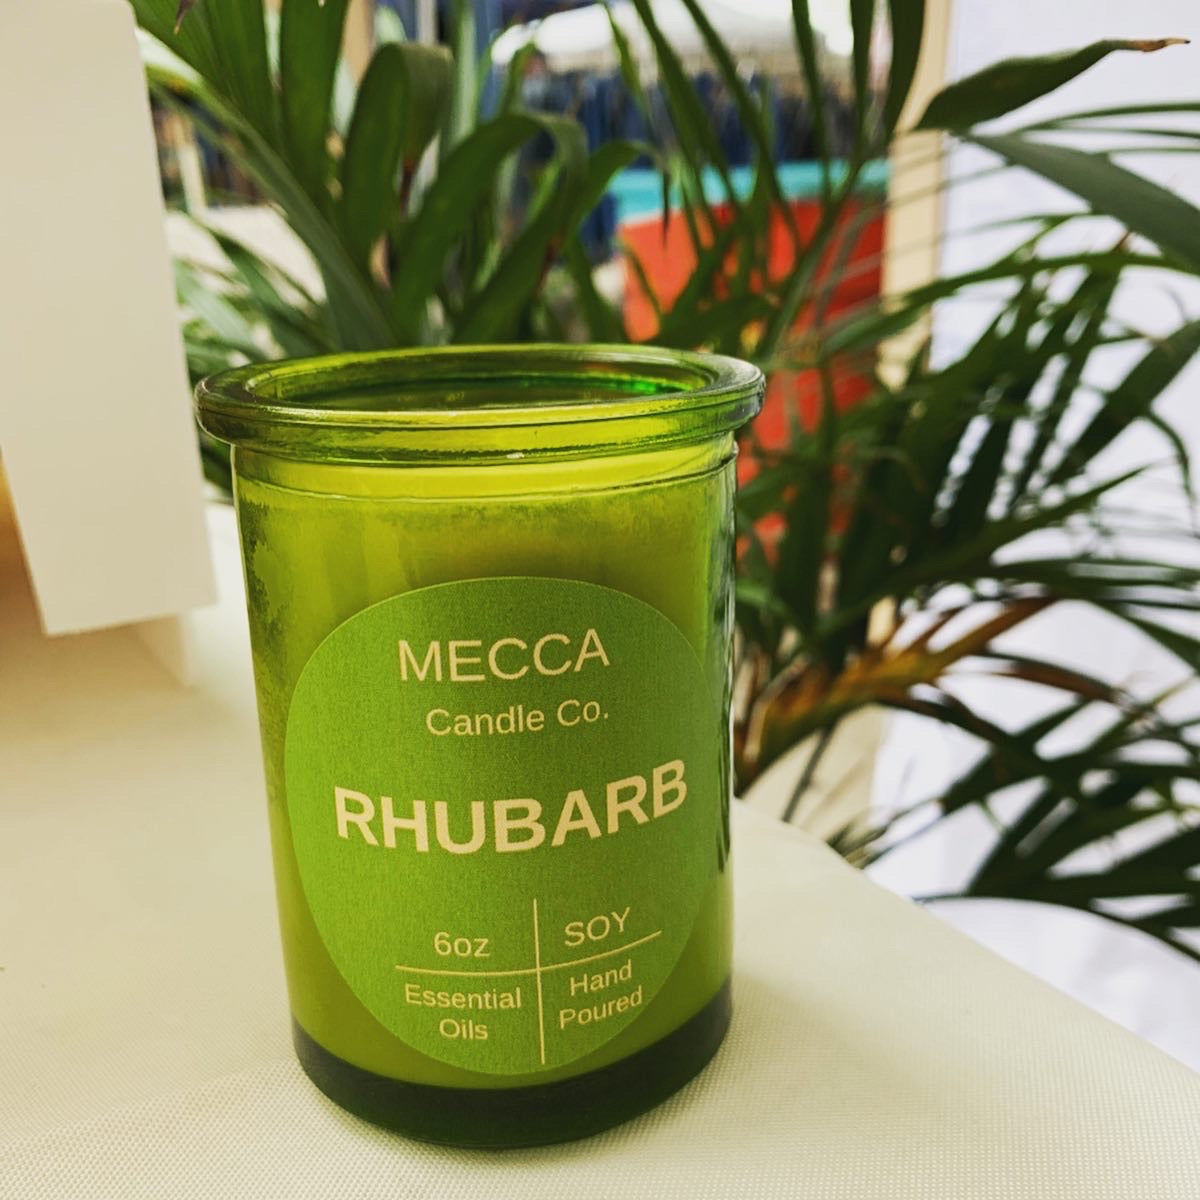 MECCA
Candle Co.
RHUBARB
6oz
SOY
Essential
Oils
Hand
Poured